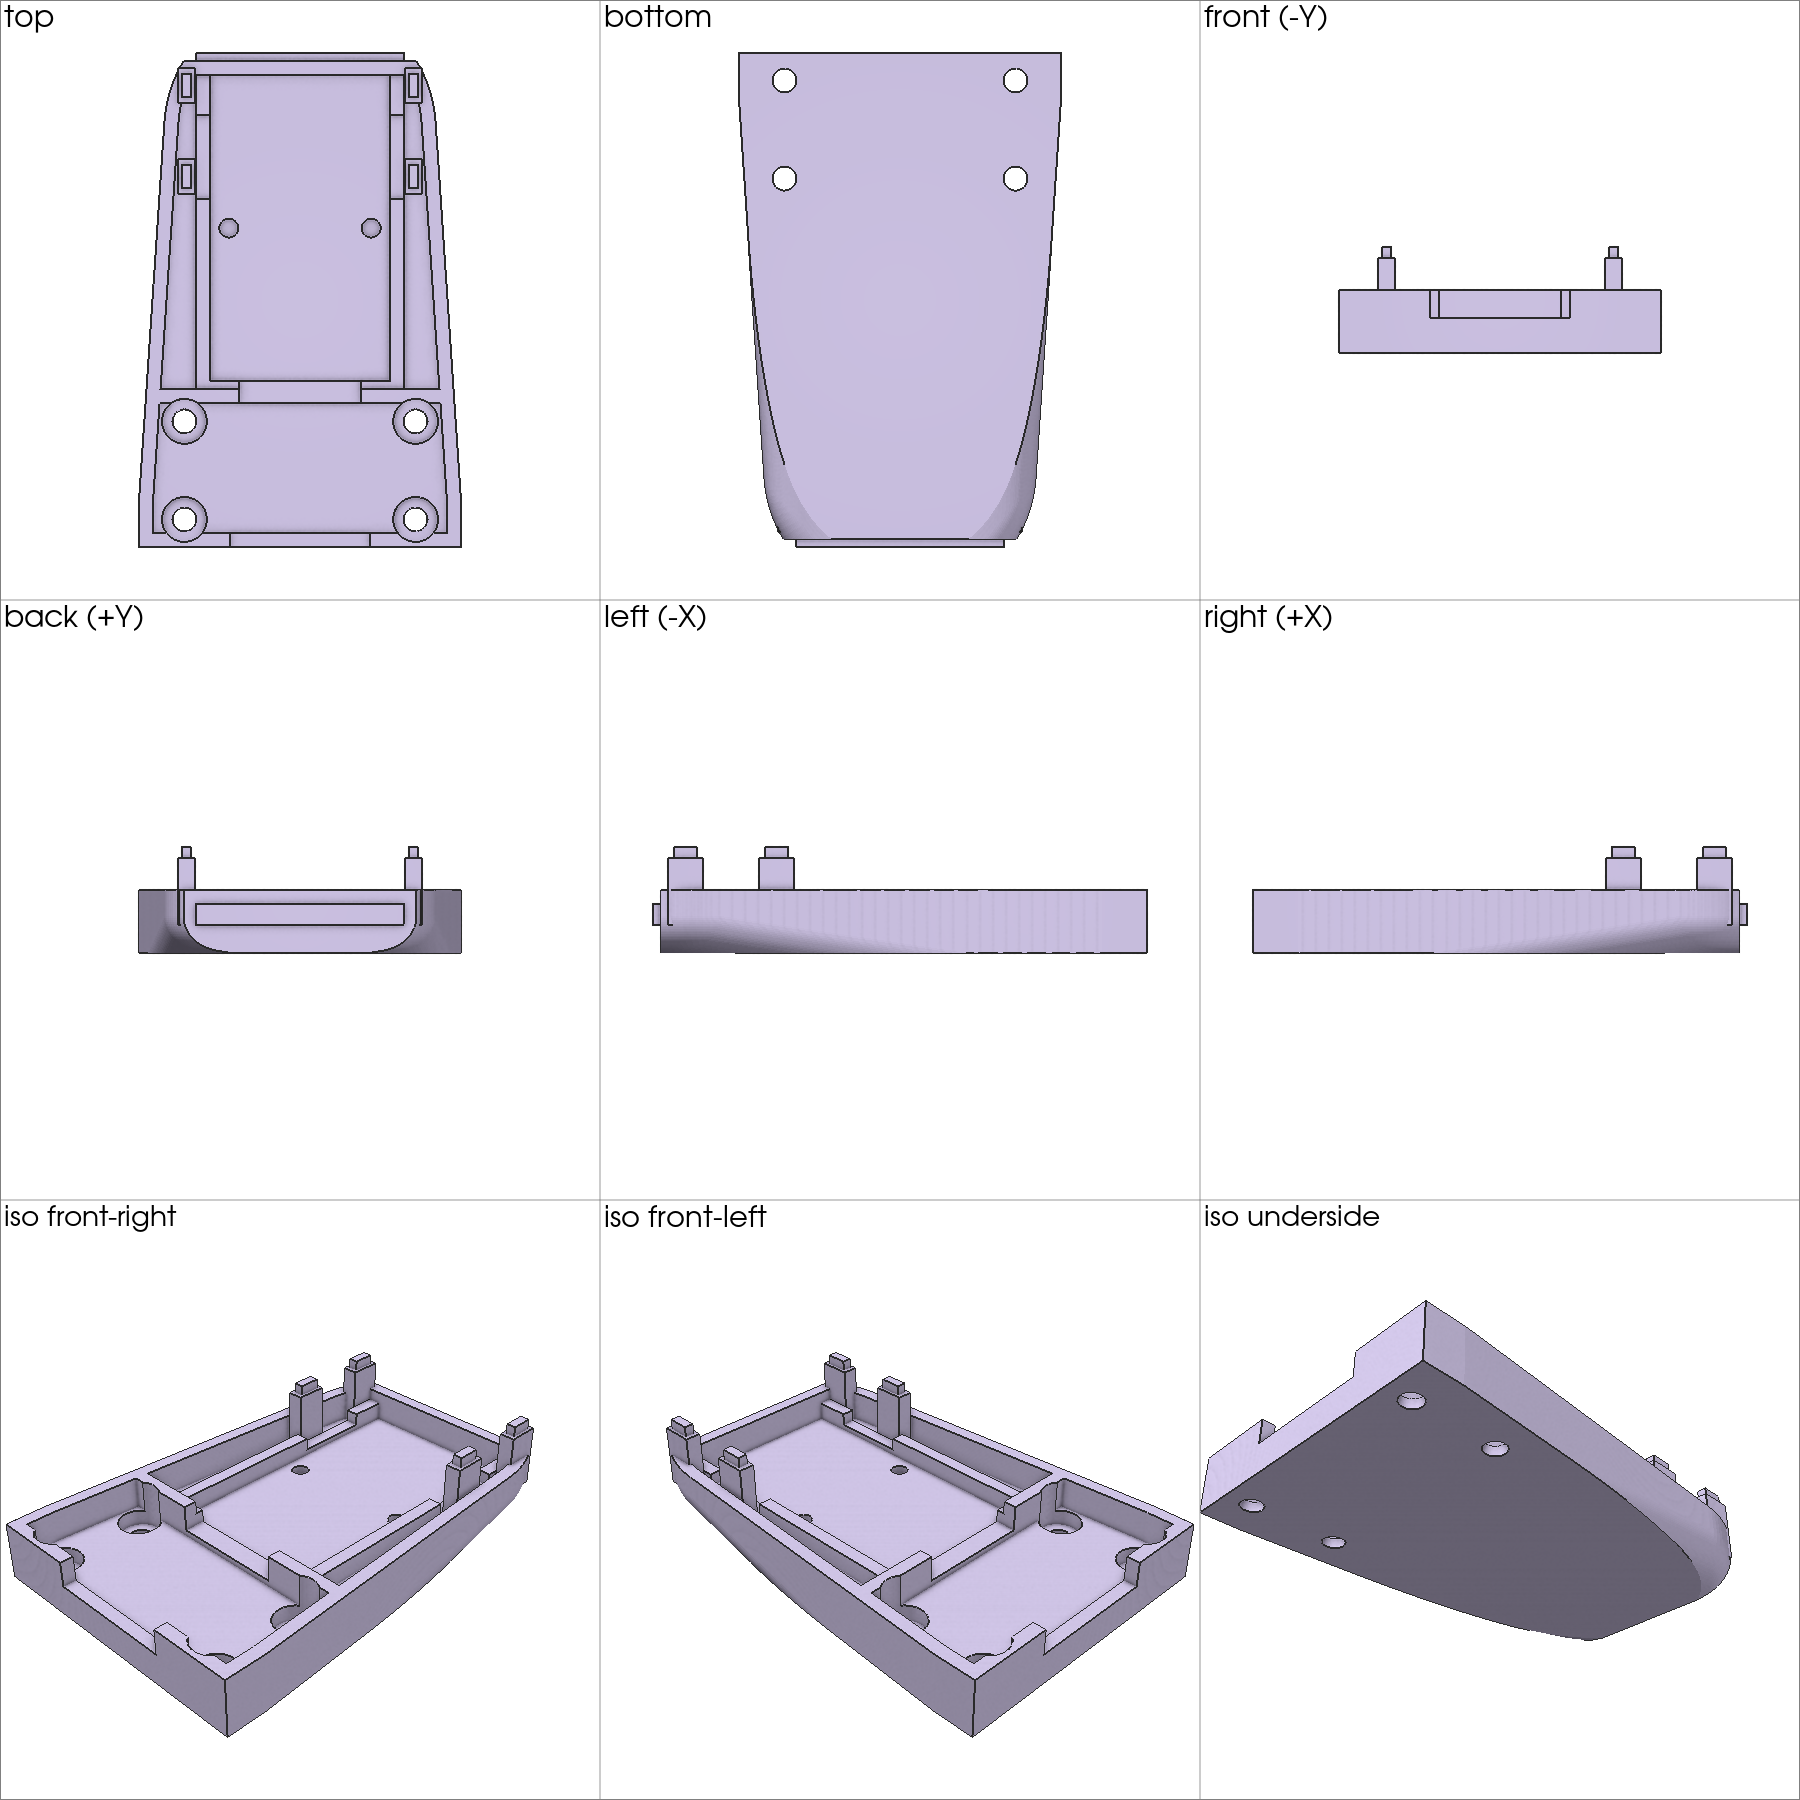 top
bottom
front (-Y)
back (+Y)
left (-X)
right (+X)
iso front-right
iso front-left
iso underside